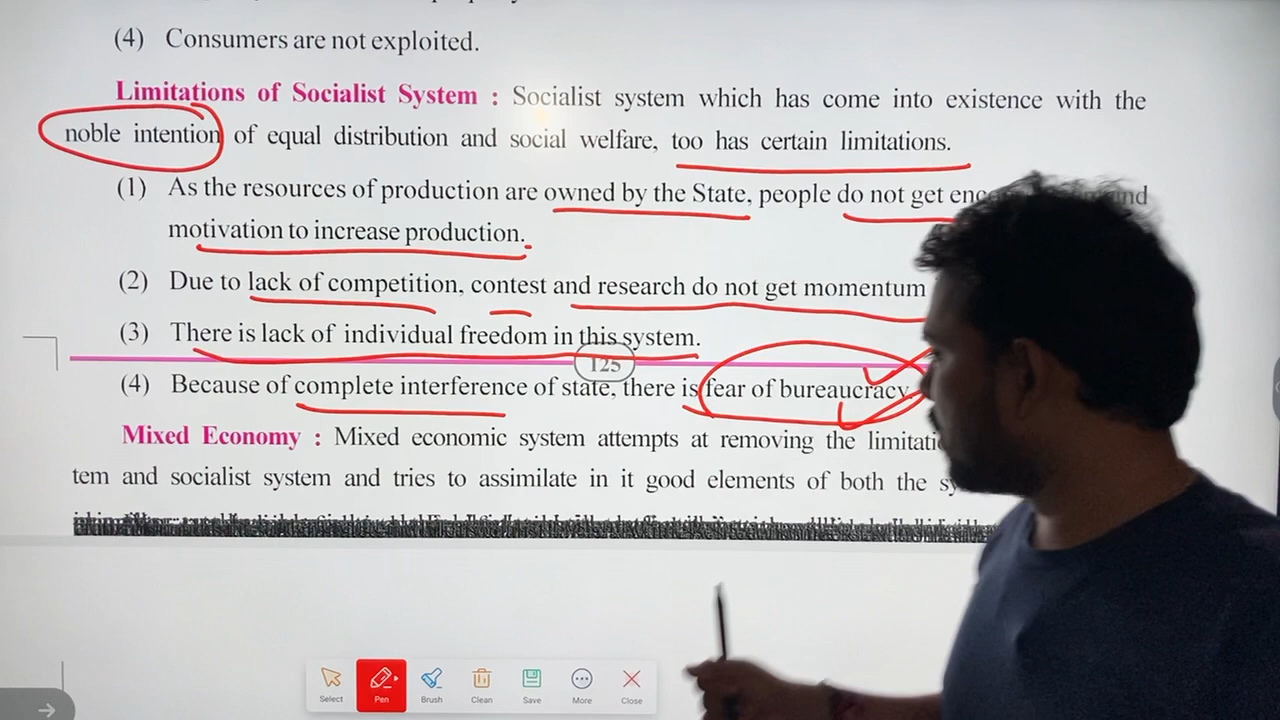 (4) Consumers are not exploited.
Limitations of Socialist System : Socialist system which has come into existence with the
noble intention of equal distribution and social welfare, too has certain limitations.
(1) As the resources of production are owned by the State, people do not get and
motivation to increase production.
(2) Due to lack of competition, contest and research do not get momentum
(3) There is lack of individual freedom in this system.
125
(4) Because of complete interference of state, there is fear of bureaucracy
Mixed Economy : Mixed economic system attempts at removing the
tem and socialist system and tries to assimilate in it good elements of both the
Select Pen Brush Clean Save More Close